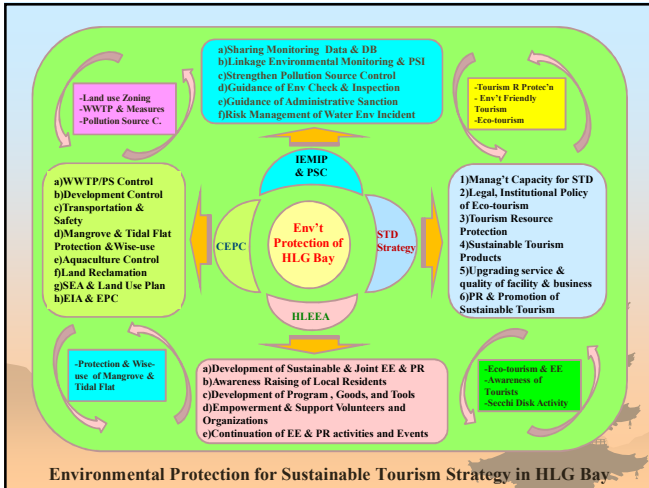 a)Sharing Monitoring Data & DB
b)Linkage Environmental Monitoring & PSI
c)Strengthen Pollution Source Control
d)Guidance of Env Check & Inspection
e)Guidance of Administrative Sanction
f)Risk Management of Water Env Incident
-Land use Zoning
-WWTP & Measures
-Pollution Source C.
-Tourism R Protec'n
- Env't Friendly
Tourism
-Eco-tourism
IEMIP
& PSC
a)WWTP/PS Control
b)Development Control
c)Transportation &
Safety
d)Mangrove & Tidal Flat
Protection &Wise-use
e)Aquaculture Control
f)Land Reclamation
g)SEA & Land Use Plan
h)EIA & EPC
CEPC
Env't
Protection of
HLG Bay
STD
Strategy
1)Manag't Capacity for STD
2)Legal, Institutional Policy
of Eco-tourism
3)Tourism Resource
Protection
4)Sustainable Tourism
Products
5)Upgrading service &
quality of facility & business
6)PR & Promotion of
Sustainable Tourism
HLEEA
-Protection & Wise-
use of Mangrove &
Tidal Flat
a)Development of Sustainable & Joint EE & PR
b)Awareness Raising of Local Residents
c)Development of Program , Goods, and Tools
d)Empowerment & Support Volunteers and
Organizations
e)Continuation of EE & PR activities and Events
-Eco-tourism & EE
-Awareness of
Tourists
-Secchi Disk Activity
Environmental Protection for Sustainable Tourism Strategy in HLG Bay